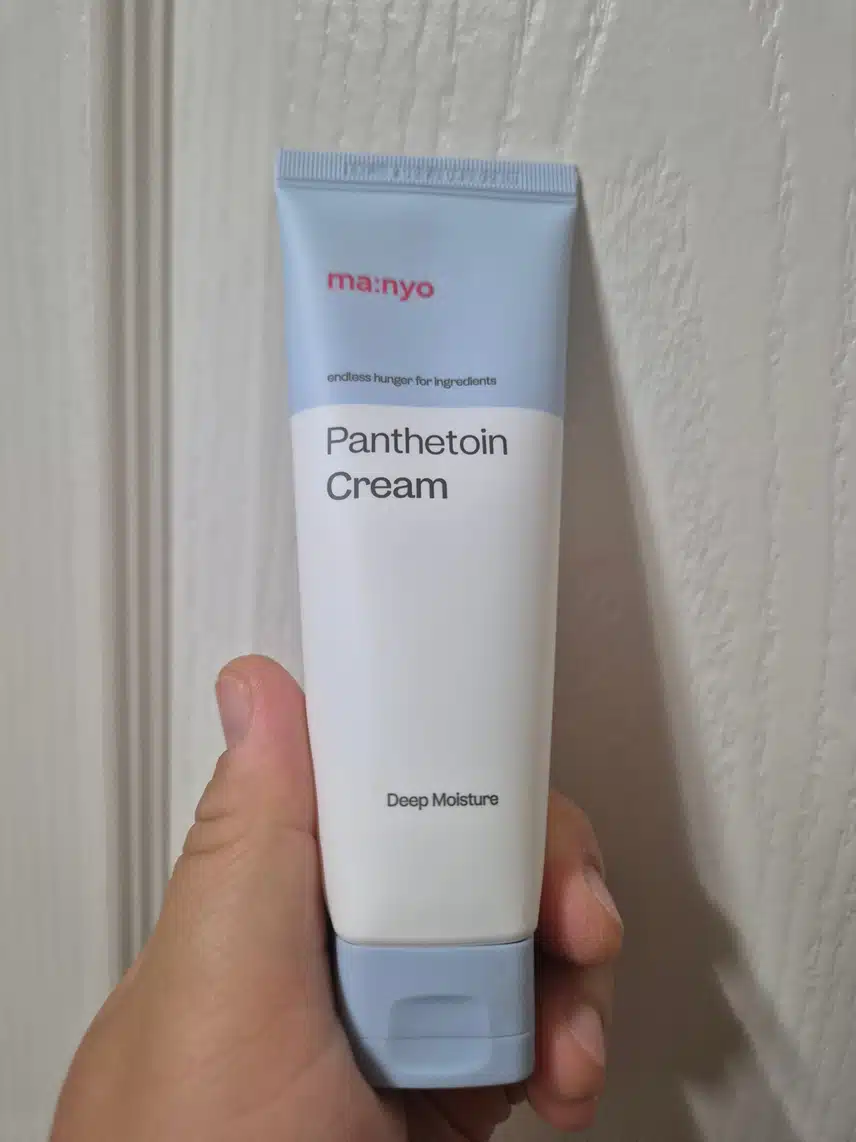 ma:nyo
endless hunger for ingredients
Panthetoin
Cream
Deep Moisture